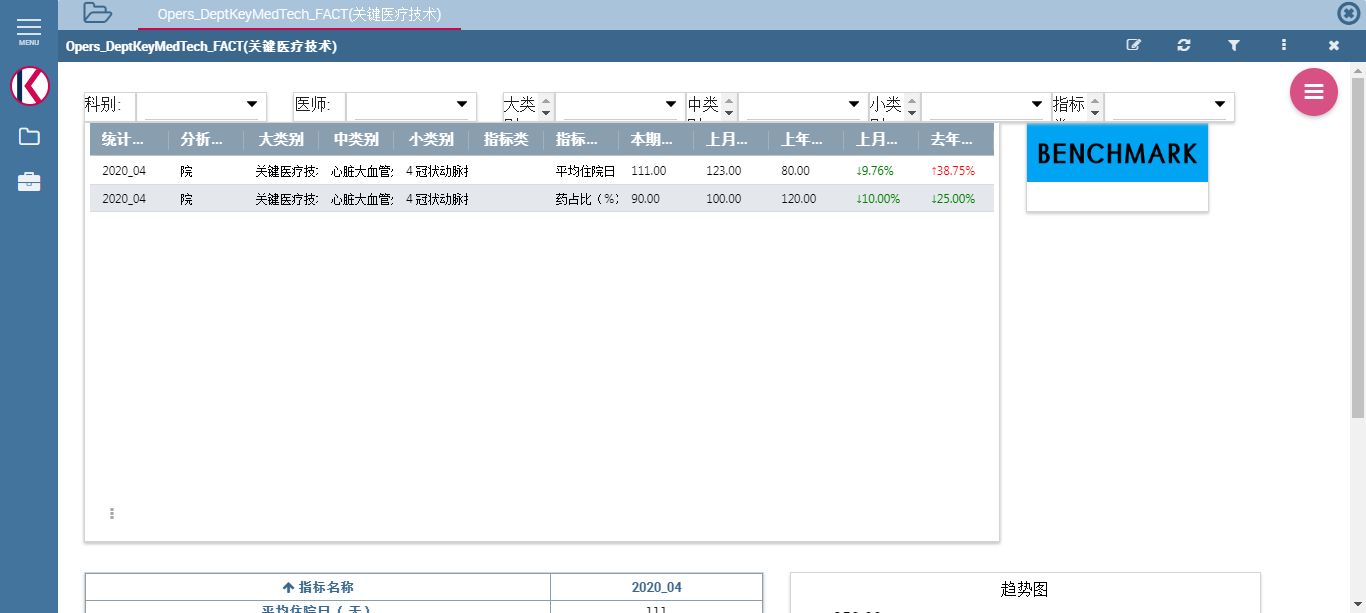 Opers_DeptKeyMedTech_FACT(关键医疗技术)
MENU
Opers_DeptKeyMedTech_FACT(关键医疗技术)
科别: 医师: 大类 中类 小类 指标
统计... 分析... 大类别 中类别 小类别 指标类 指标... 本期... 上月... 上年... 上月... 去年...
2020_04 院 关键医疗技 心脏大血管 4 冠状动脉 平均住院日 111.00 123.00 80.00 ↓9.76% ↑38.75%
2020_04 院 关键医疗技 心脏大血管 4 冠状动脉 药占比（%） 90.00 100.00 120.00 ↓10.00% ↓25.00%
BENCHMARK
指标名称 2020_04
平均住院日（天） 111
趋势图